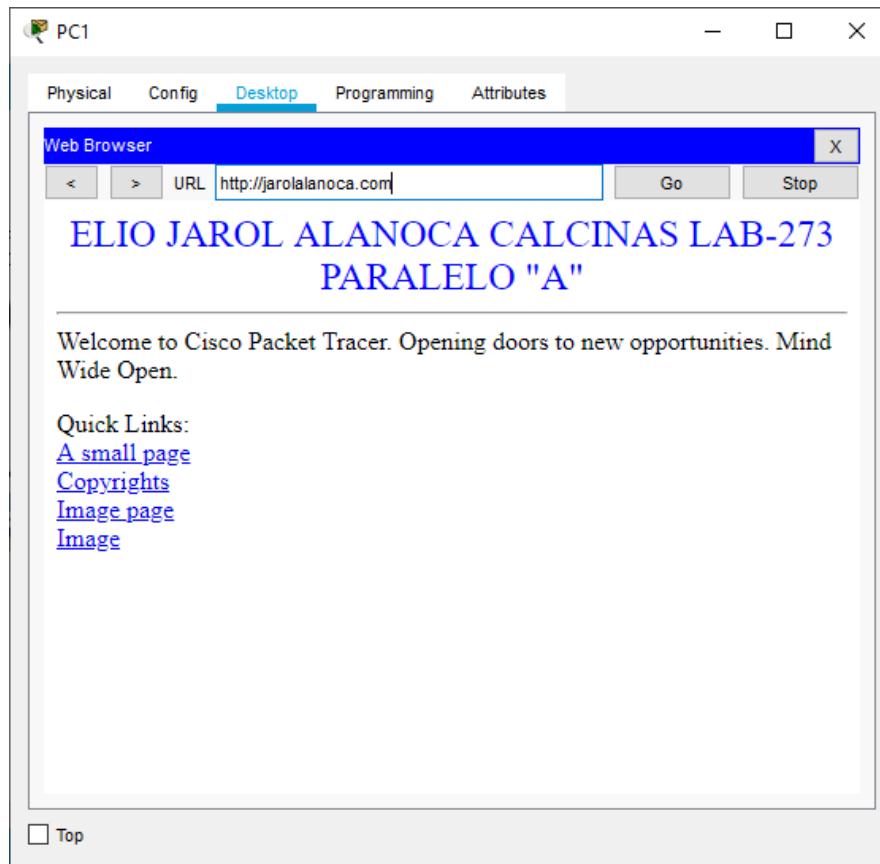 PC1
Physical Config Desktop Programming Attributes
Web Browser X
< > URL http://jarolalanoca.com Go Stop
ELIO JAROL ALANOCA CALCINAS LAB-273
PARALELO "A"
Welcome to Cisco Packet Tracer. Opening doors to new opportunities. Mind
Wide Open.
Quick Links:
A small page
Copyrights
Image page
Image
Top